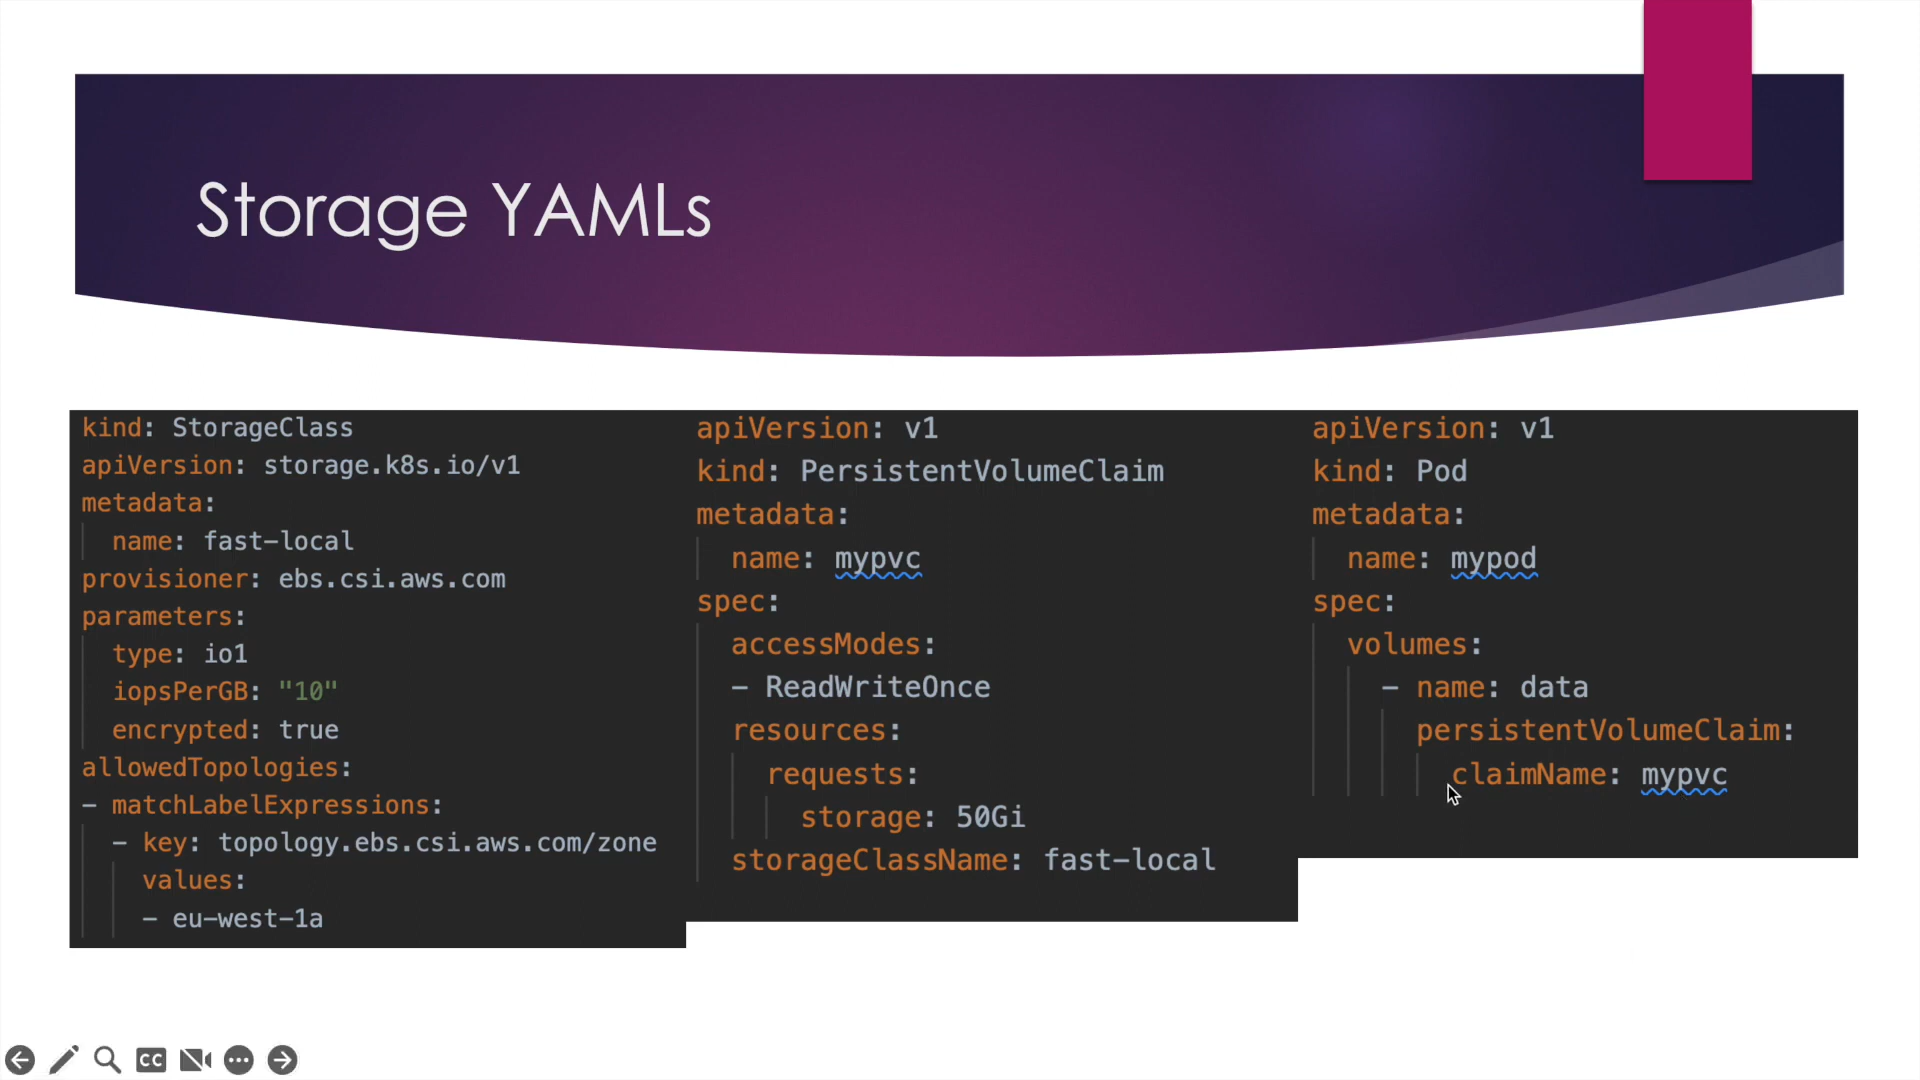 Storage YAMLs
kind: StorageClass
apiVersion: storage.k8s.io/v1
metadata:
name: fast-local
provisioner: ebs.csi.aws.com
parameters:
type: io1
iopsPerGB: "10"
encrypted: true
allowedTopologies:
- matchLabelExpressions:
- key: topology.ebs.csi.aws.com/zone
values:
- eu-west-1a
apiVersion: v1
kind: PersistentVolumeClaim
metadata:
name: mypvc
spec:
accessModes:
- ReadWriteOnce
resources:
requests:
storage: 50Gi
storageClassName: fast-local
apiVersion: v1
kind: Pod
metadata:
name: mypod
spec:
volumes:
- name: data
persistentVolumeClaim:
claimName: mypvc
CC